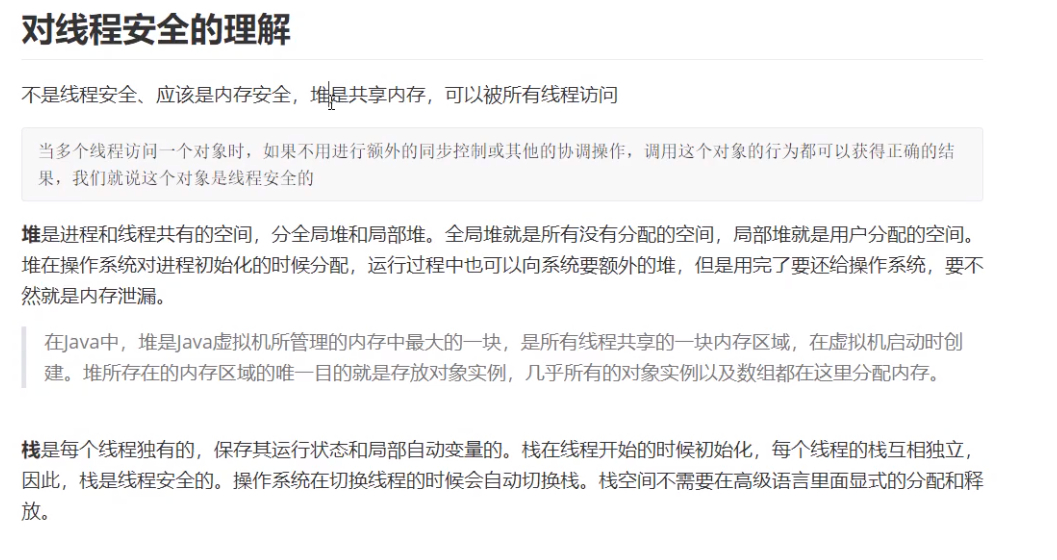 对线程安全的理解
不是线程安全、应该是内存安全，堆是共享内存，可以被所有线程访问
当多个线程访问一个对象时，如果不用进行额外的同步控制或其他的协调操作，调用这个对象的行为都可以获得正确的结
果，我们就说这个对象是线程安全的
堆是进程和线程共有的空间，分全局堆和局部堆。全局堆就是所有没有分配的空间，局部堆就是用户分配的空间。
堆在操作系统对进程初始化的时候分配，运行过程中也可以向系统要额外的堆，但是用完了要还给操作系统，要不
然就是内存泄漏。
在Java中，堆是Java虚拟机所管理的内存中最大的一块，是所有线程共享的一块内存区域，在虚拟机启动时创
建。堆所存在的内存区域的唯一目的就是存放对象实例，几乎所有的对象实例以及数组都在这里分配内存。
栈是每个线程独有的，保存其运行状态和局部自动变量的。栈在线程开始的时候初始化，每个线程的栈互相独立，
因此，栈是线程安全的。操作系统在切换线程的时候会自动切换栈。栈空间不需要在高级语言里面显式的分配和释
放。